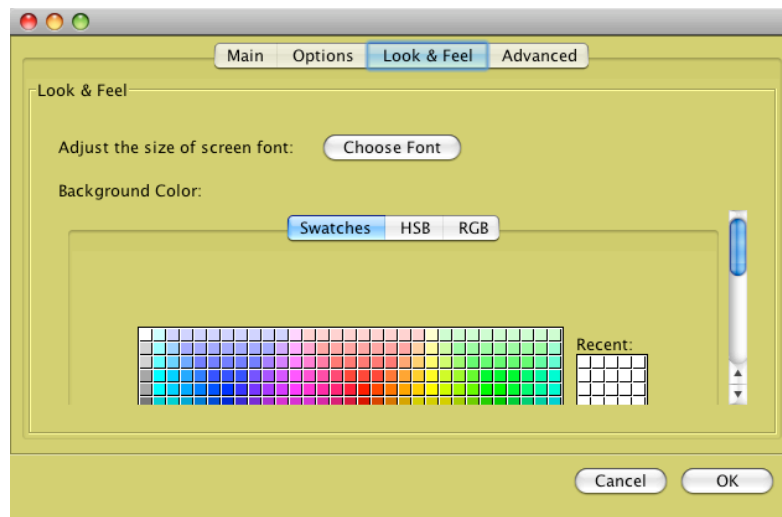 Main Options Look & Feel Advanced
Look & Feel
Adjust the size of screen font: Choose Font
Background Color:
Swatches HSB RGB
Recent:
Cancel OK